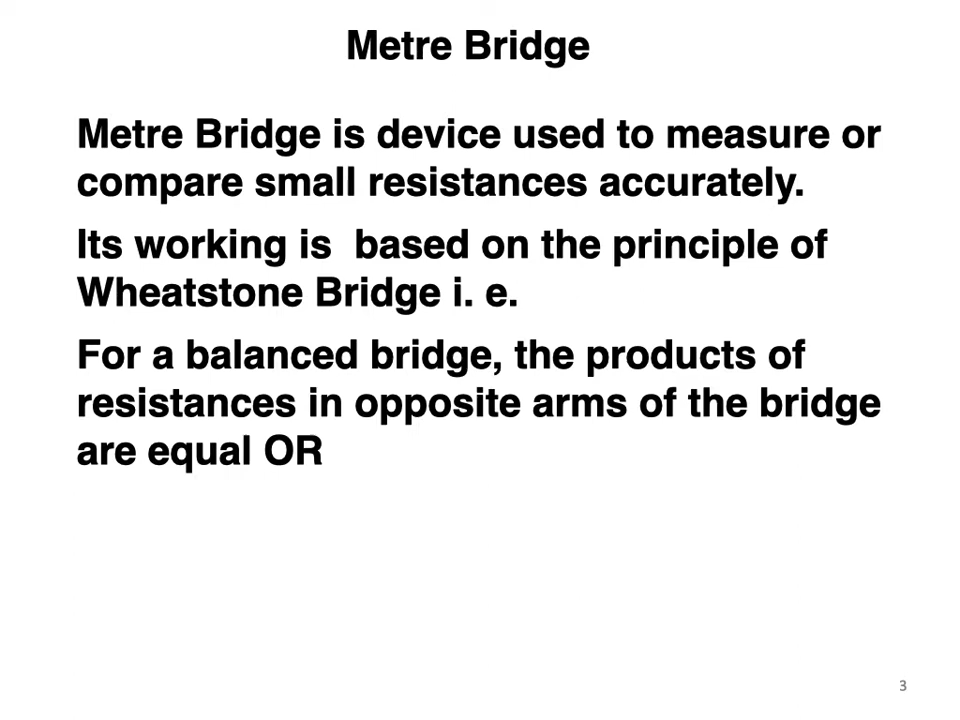 Metre Bridge
Metre Bridge is device used to measure or
compare small resistances accurately.
Its working is  based on the principle of
Wheatstone Bridge i. e.
For a balanced bridge, the products of
resistances in opposite arms of the bridge
are equal OR
3